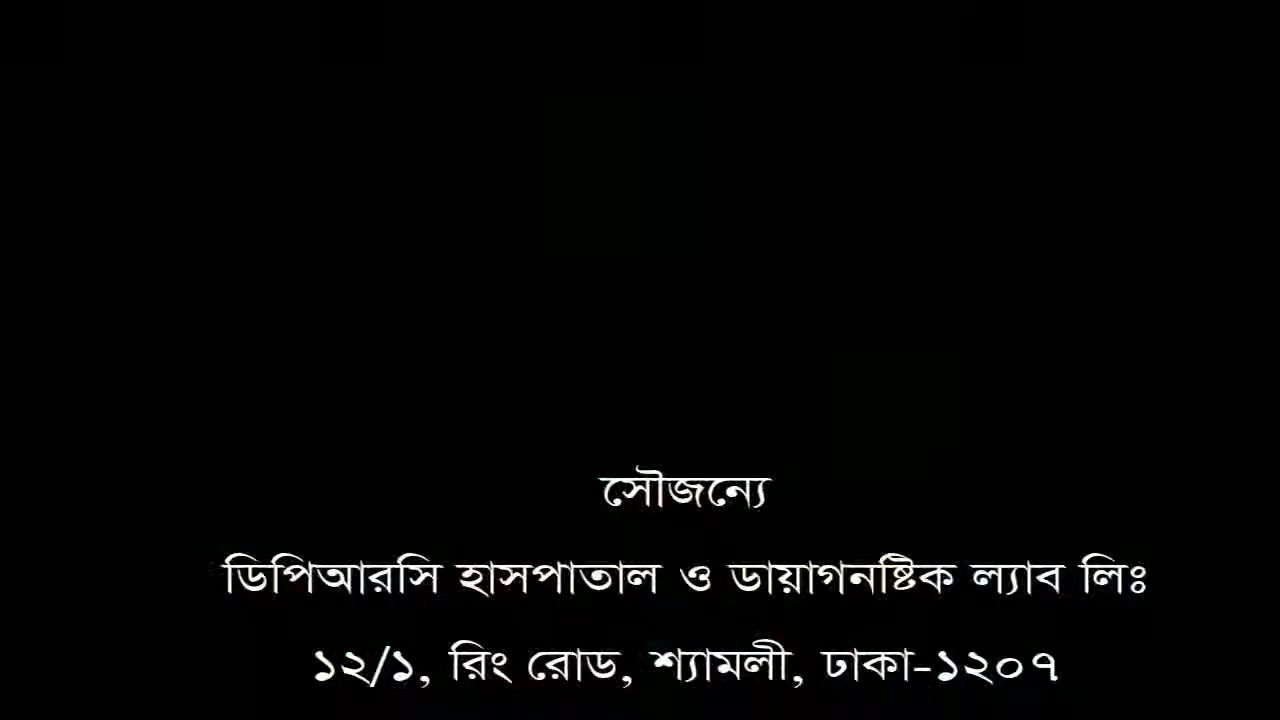 সৌজন্যে
ডিপিআরসি হাসপাতাল ও ডায়াগনষ্টিক ল্যাব লিঃ
১২/১, রিং রোড, শ্যামলী, ঢাকা-১২০৭